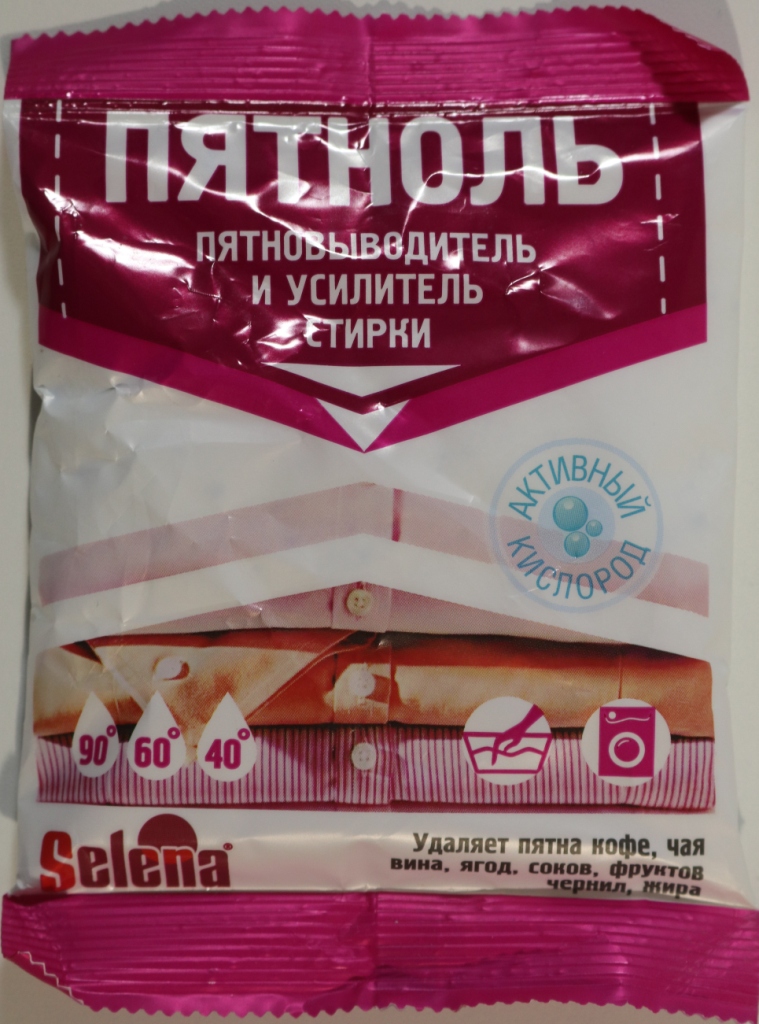 ПЯТНОЛЬ
ПЯТНОВЫВОДИТЕЛЬ
И УСИЛИТЕЛЬ
СТИРКИ
АКТИВНЫЙ
КИСЛОРОД
90° 60° 40°
Selena®
Удаляет пятна кофе, чая
вина, ягод, соков, фруктов
чернил, жира